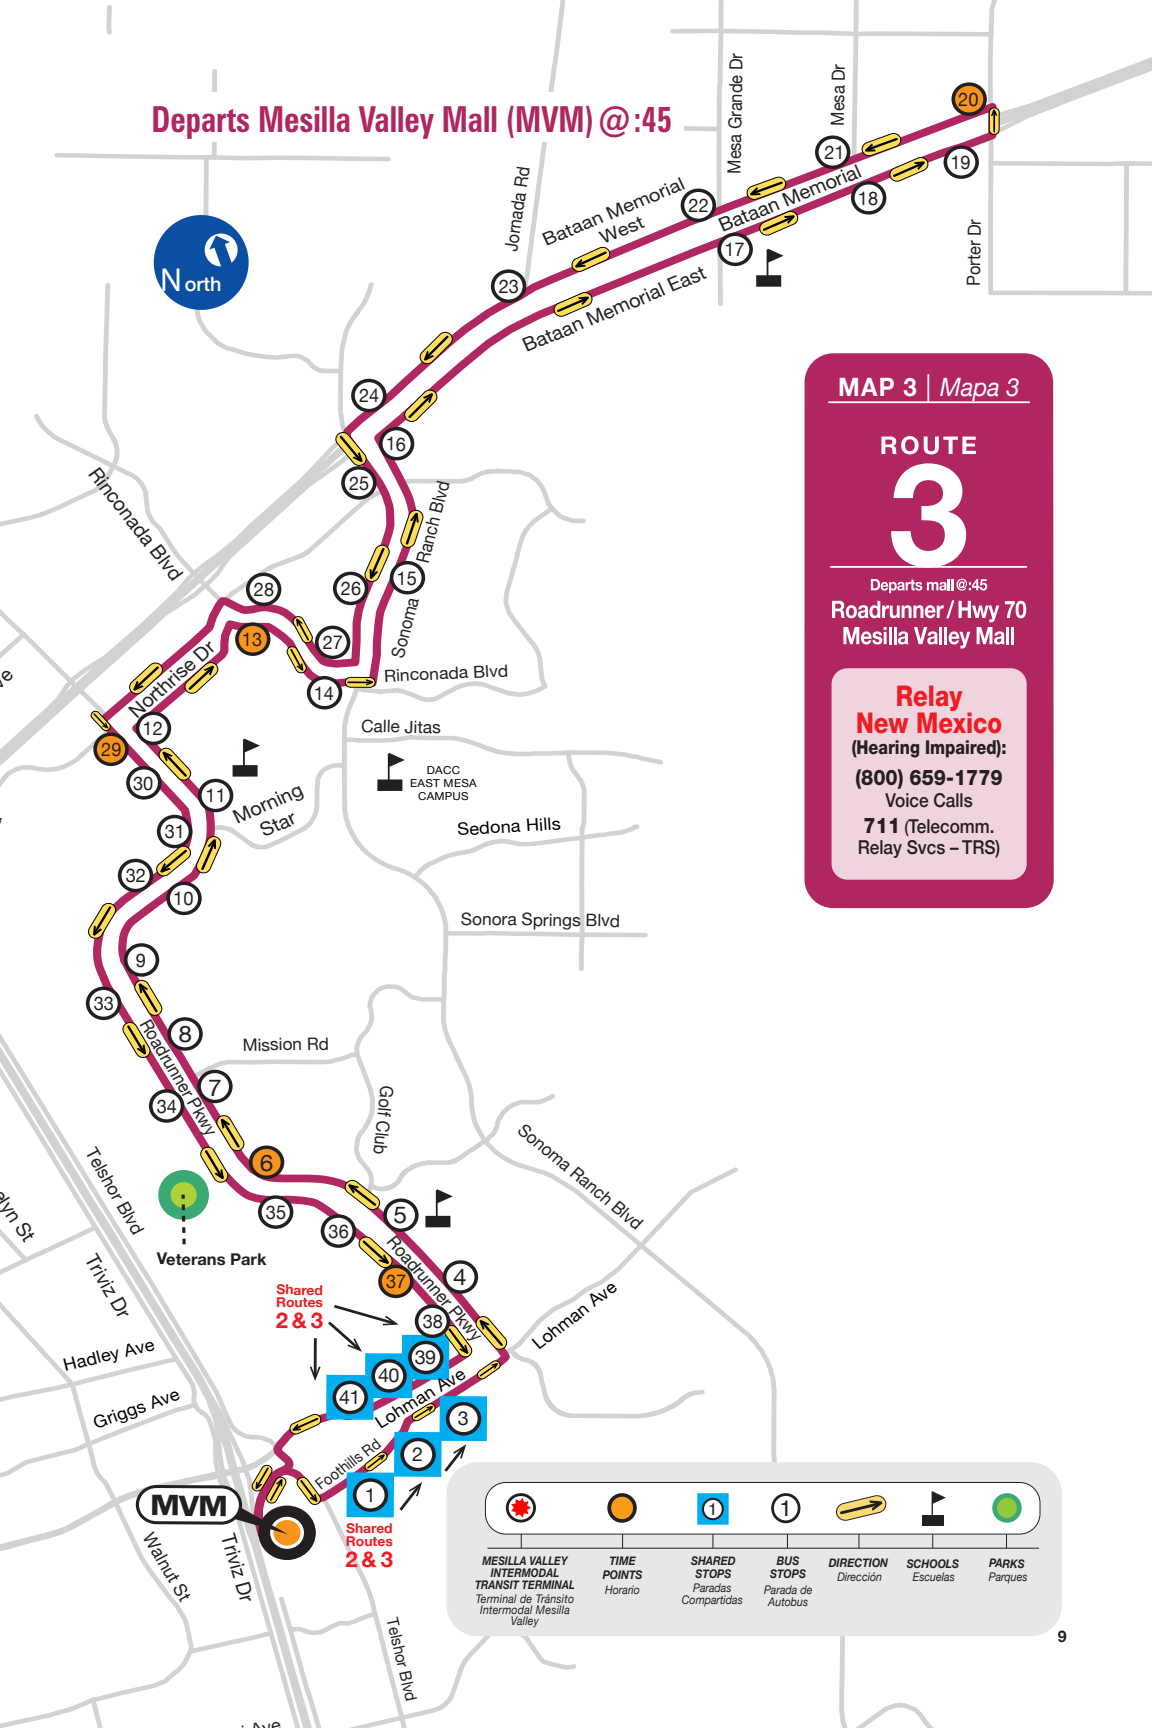 Departs Mesilla Valley Mall (MVM) @ :45
Mesa Grande Dr
Mesa Dr
20
21
19
Jornada Rd
Bataan Memorial
West
22
Bataan Memorial
18
17
Porter Dr
North
23
Bataan Memorial East
24
16
25
Rinconada Blvd
Sonoma Ranch Blvd
26
15
28
13
27
14
Rinconada Blvd
Northrise Dr
12
29
30
11
Calle Jitas
DACC
EAST MESA
CAMPUS
Morning
Star
31
Sedona Hills
32
10
Sonora Springs Blvd
9
33
8
Roadrunner Pkwy
Mission Rd
7
34
Golf Club
6
Telshor Blvd
Sonoma Ranch Blvd
35
5
36
Veterans Park
Triviz Dr
Roadrunner Pkwy
4
37
Shared
Routes
2 & 3
38
39
40
41
Lohman Ave
Lohman Ave
Hadley Ave
Griggs Ave
3
2
1
Foothills Rd
MVM
Shared
Routes
2 & 3
Walnut St
Triviz Dr
Telshor Blvd
elyn St
ve
Ave
MAP 3 | Mapa 3
ROUTE
3
Departs mall@:45
Roadrunner / Hwy 70
Mesilla Valley Mall
Relay
New Mexico
(Hearing Impaired):
(800) 659-1779
Voice Calls
711 (Telecomm.
Relay Svcs – TRS)
1
1
MESILLA VALLEY
INTERMODAL
TRANSIT TERMINAL
Terminal de Tránsito
Intermodal Mesilla
Valley
TIME
POINTS
Horario
SHARED
STOPS
Paradas
Compartidas
BUS
STOPS
Parada de
Autobus
DIRECTION
Dirección
SCHOOLS
Escuelas
PARKS
Parques
9